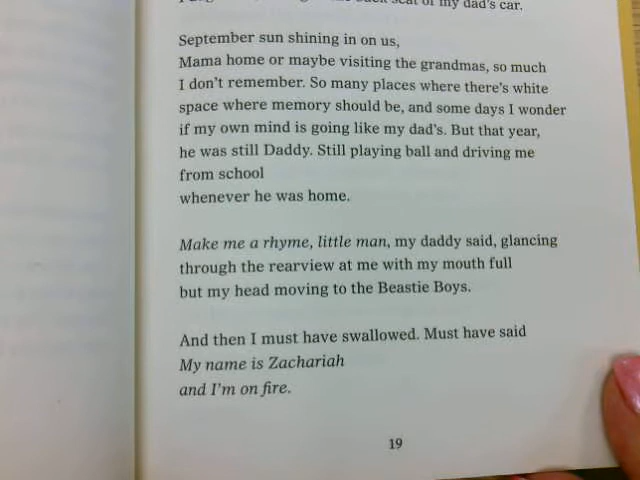 seat of my dad's car.
September sun shining in on us,
Mama home or maybe visiting the grandmas, so much
I don't remember. So many places where there's white
space where memory should be, and some days I wonder
if my own mind is going like my dad's. But that year,
he was still Daddy. Still playing ball and driving me
from school
whenever he was home.
Make me a rhyme, little man, my daddy said, glancing
through the rearview at me with my mouth full
but my head moving to the Beastie Boys.
And then I must have swallowed. Must have said
My name is Zachariah
and I'm on fire.
19